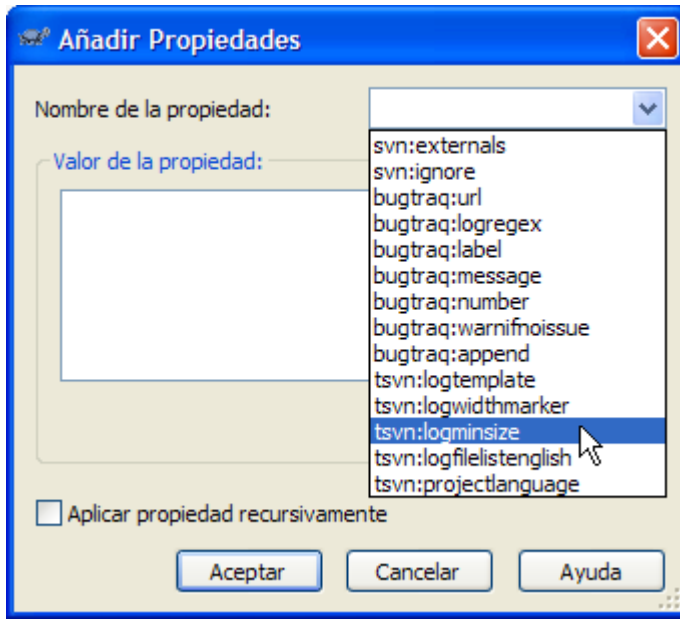 Añadir Propiedades
Nombre de la propiedad:
Valor de la propiedad:
svn:externals
svn:ignore
bugtraq:url
bugtraq:logregex
bugtraq:label
bugtraq:message
bugtraq:number
bugtraq:warnifnoissue
bugtraq:append
tsvn:logtemplate
tsvn:logwidthmarker
tsvn:logminsize
tsvn:logfilelistenglish
tsvn:projectlanguage
Aplicar propiedad recursivamente
Aceptar Cancelar Ayuda